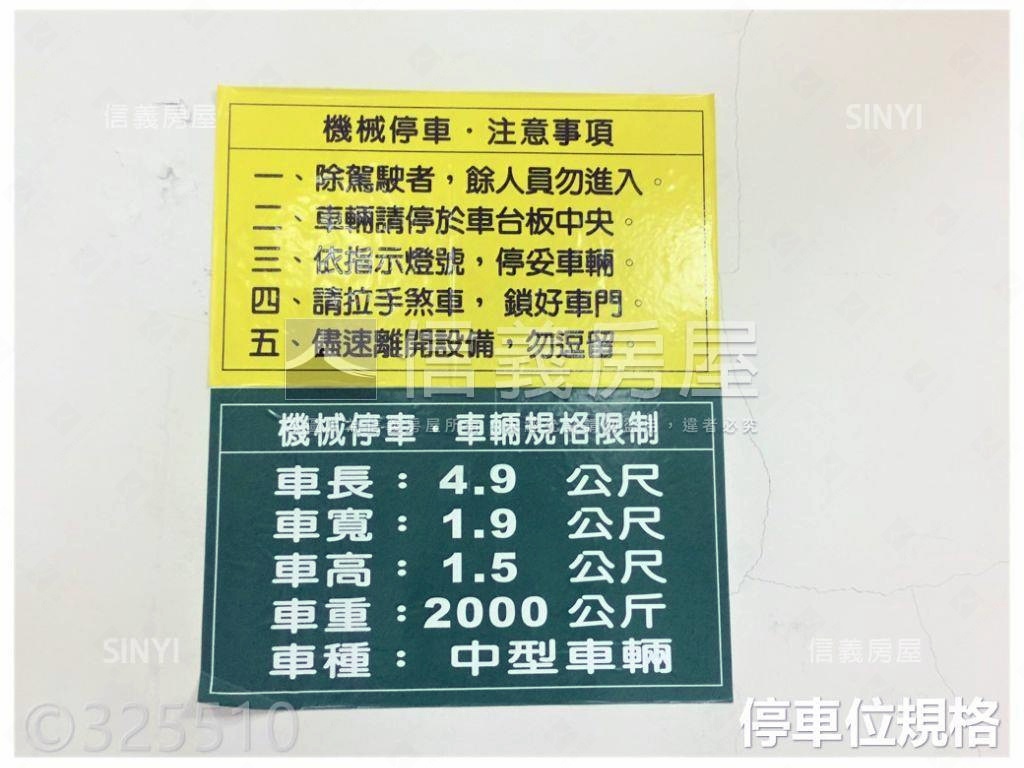 信義房屋
SINYI
機械停車．注意事項
一、除駕駛者，餘人員勿進入。
二、車輛請停於車台板中央。
三、依指示燈號，停妥車輛。
四、請拉手煞車， 鎖好車門。
五、儘速離開設備，勿逗留。
信義房屋
機械停車．車輛規格限制
，違者必究
車長： 4.9 公尺
車寬： 1.9 公尺
車高： 1.5 公尺
車重：2000 公斤
車種： 中型車輛
SINYI
信義房屋
©325510
停車位規格